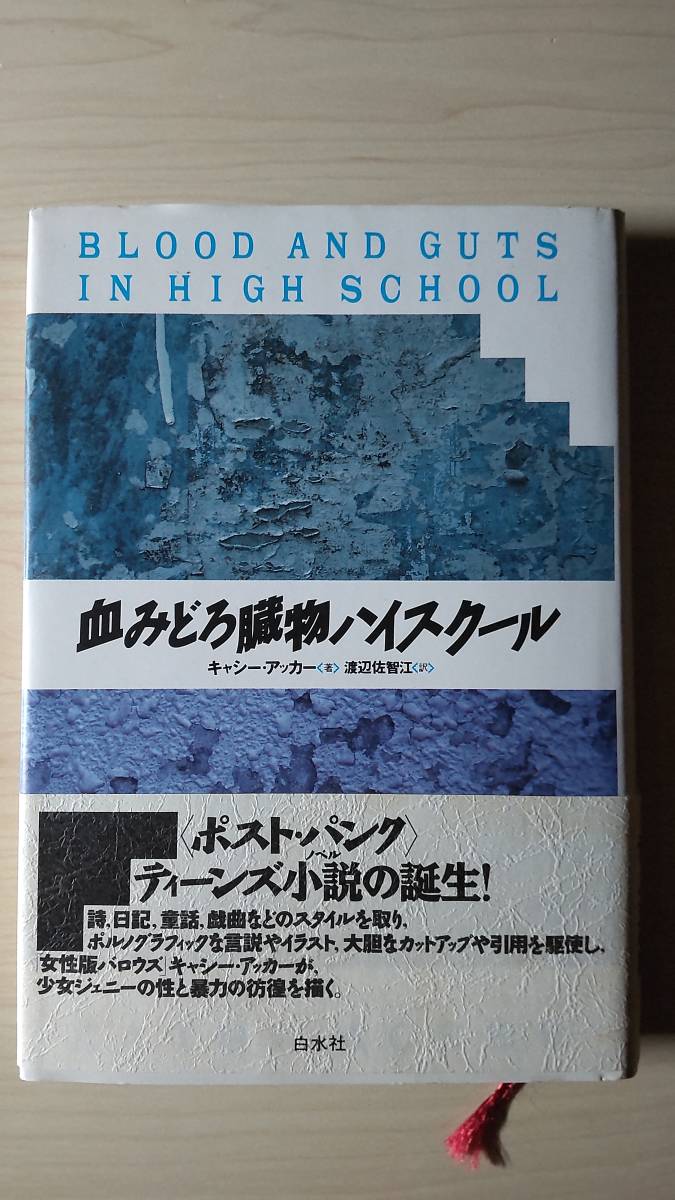 BLOOD AND GUTS
IN HIGH SCHOOL
血みどろ臓物ハイスクール
キャシー・アッカー〈著〉 渡辺佐智江〈訳〉
〈ポスト・パンク〉
ノベル
ティーンズ小説の誕生!
詩,日記,童話,戯曲などのスタイルを取り,
ポルノグラフィックな言説やイラスト,大胆なカットアップや引用を駆使し,
「女性版バロウズ」キャシー・アッカーが,
少女ジェニーの性と暴力の彷徨を描く。
白水社